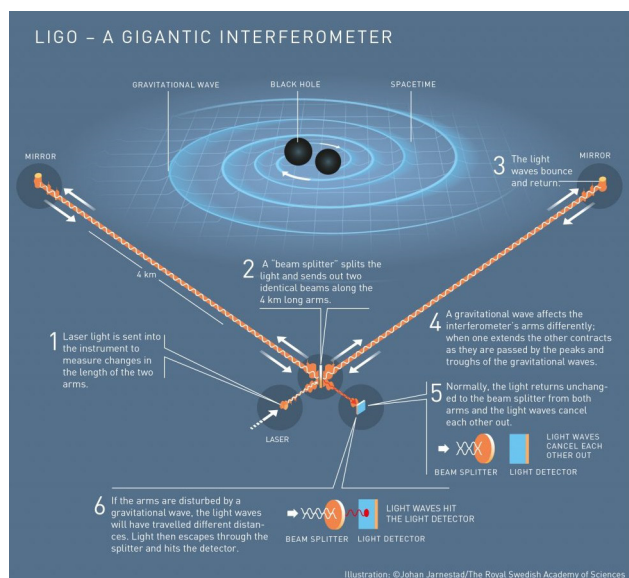 LIGO – A GIGANTIC INTERFEROMETER
GRAVITATIONAL WAVE
BLACK HOLE
SPACETIME
MIRROR
3 The light
waves bounce
and return.
MIRROR
4 km
2 A "beam splitter" splits the
light and sends out two
identical beams along the
4 km long arms.
1 Laser light is sent into
the instrument to
measure changes in
the length of the two
arms.
4 A gravitational wave affects the
interferometer's arms differently;
when one extends the other contracts
as they are passed by the peaks and
troughs of the gravitational waves.
LASER
5 Normally, the light returns unchang-
ed to the beam splitter from both
arms and the light waves cancel
each other out.
LIGHT WAVES
CANCEL EACH
OTHER OUT
BEAM SPLITTER
LIGHT DETECTOR
6 If the arms are disturbed by a
gravitational wave, the light waves
will have travelled different distan-
ces. Light then escapes through the
splitter and hits the detector.
LIGHT WAVES HIT
THE LIGHT DETECTOR
BEAM SPLITTER
LIGHT DETECTOR
Illustration: ©Johan Jarnestad/The Royal Swedish Academy of Sciences